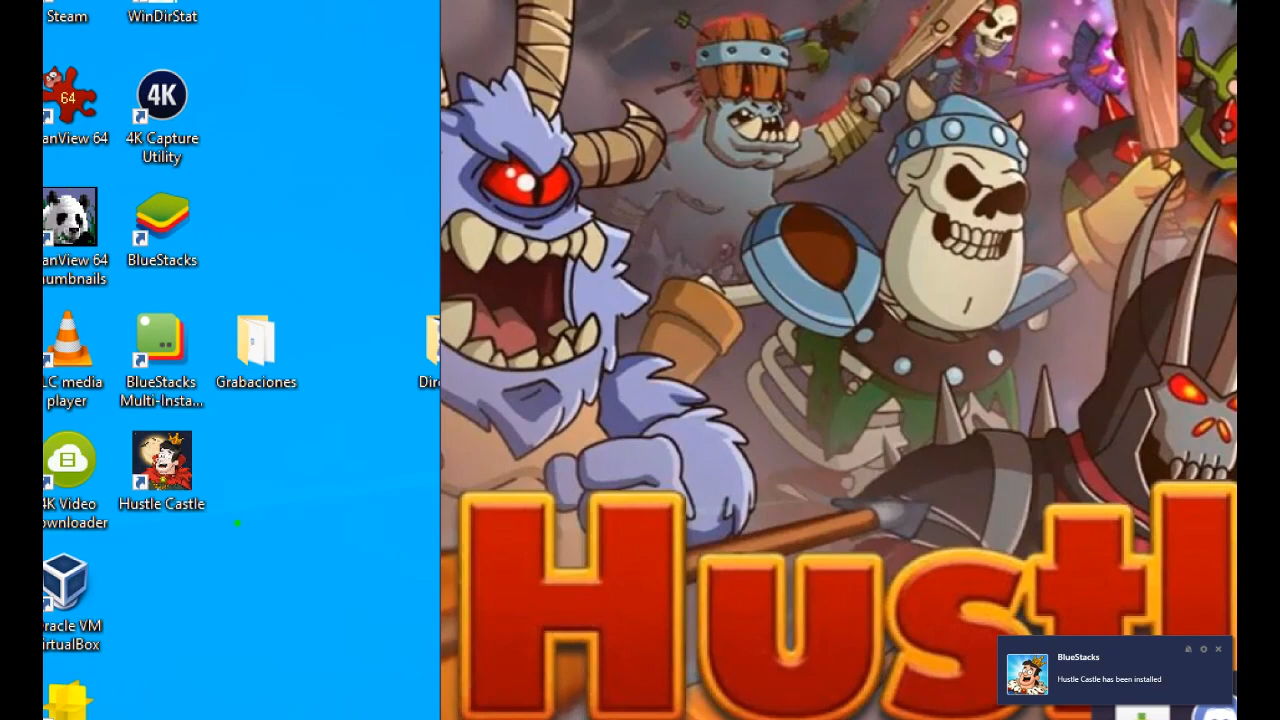 Steam
WinDirStat
64
4K
anView 64
4K Capture
Utility
anView 64
umbnails
BlueStacks
LC media
player
BlueStacks
Multi-Insta...
Grabaciones
Dir
4K Video
ownloader
Hustle Castle
racle VM
irtualBox
Hustl
BlueStacks
Hustle Castle has been installed